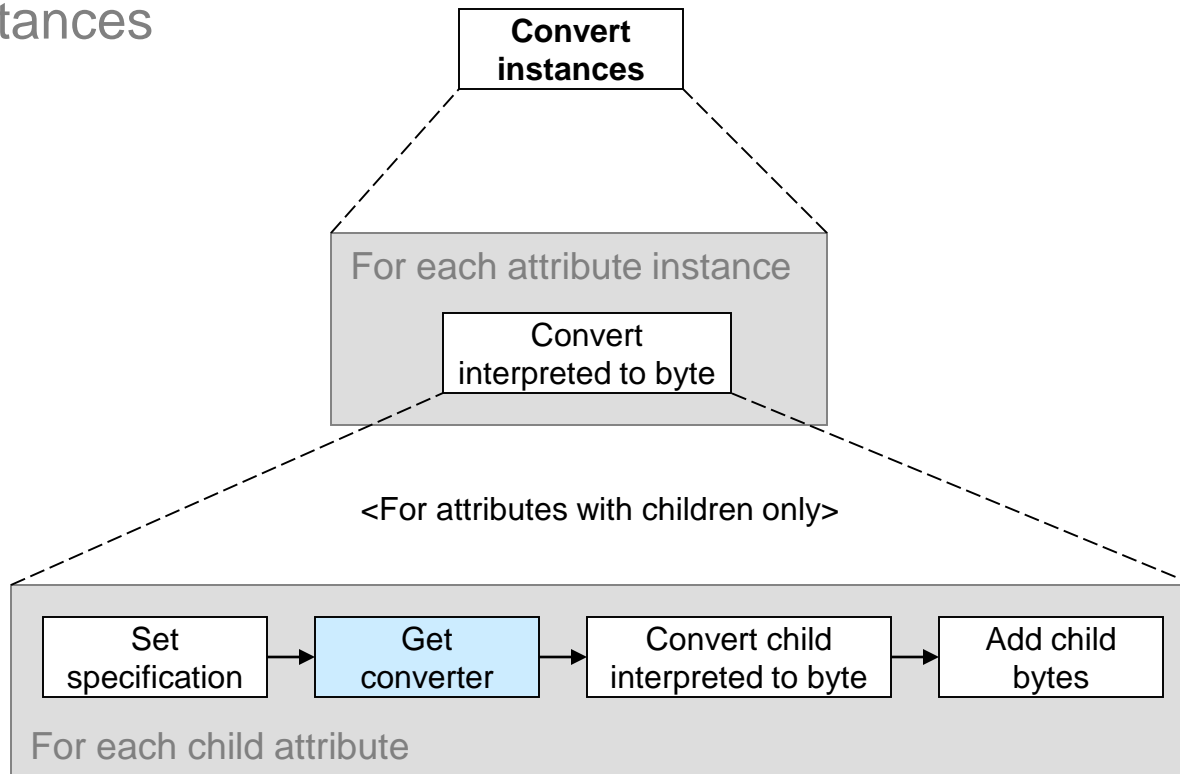 tances
Convert
instances
For each attribute instance
Convert
interpreted to byte
<For attributes with children only>
Set
specification
Get
converter
Convert child
interpreted to byte
Add child
bytes
For each child attribute